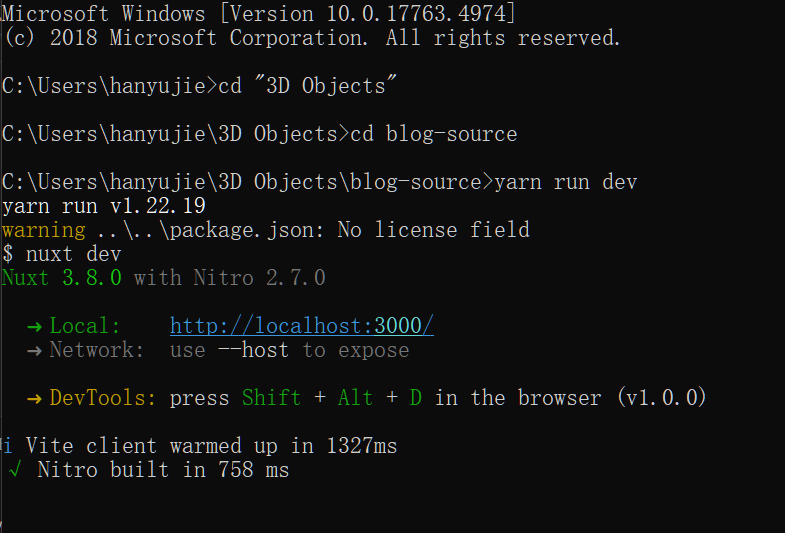 Microsoft Windows [Version 10.0.17763.4974]
(c) 2018 Microsoft Corporation. All rights reserved.
C:\Users\hanyujie>cd "3D Objects"
C:\Users\hanyujie\3D Objects>cd blog-source
C:\Users\hanyujie\3D Objects\blog-source>yarn run dev
yarn run v1.22.19
warning ..\..\package.json: No license field
$ nuxt dev
Nuxt 3.8.0 with Nitro 2.7.0
➜ Local: http://localhost:3000/
➜ Network: use --host to expose
➜ DevTools: press Shift + Alt + D in the browser (v1.0.0)
i Vite client warmed up in 1327ms
√ Nitro built in 758 ms